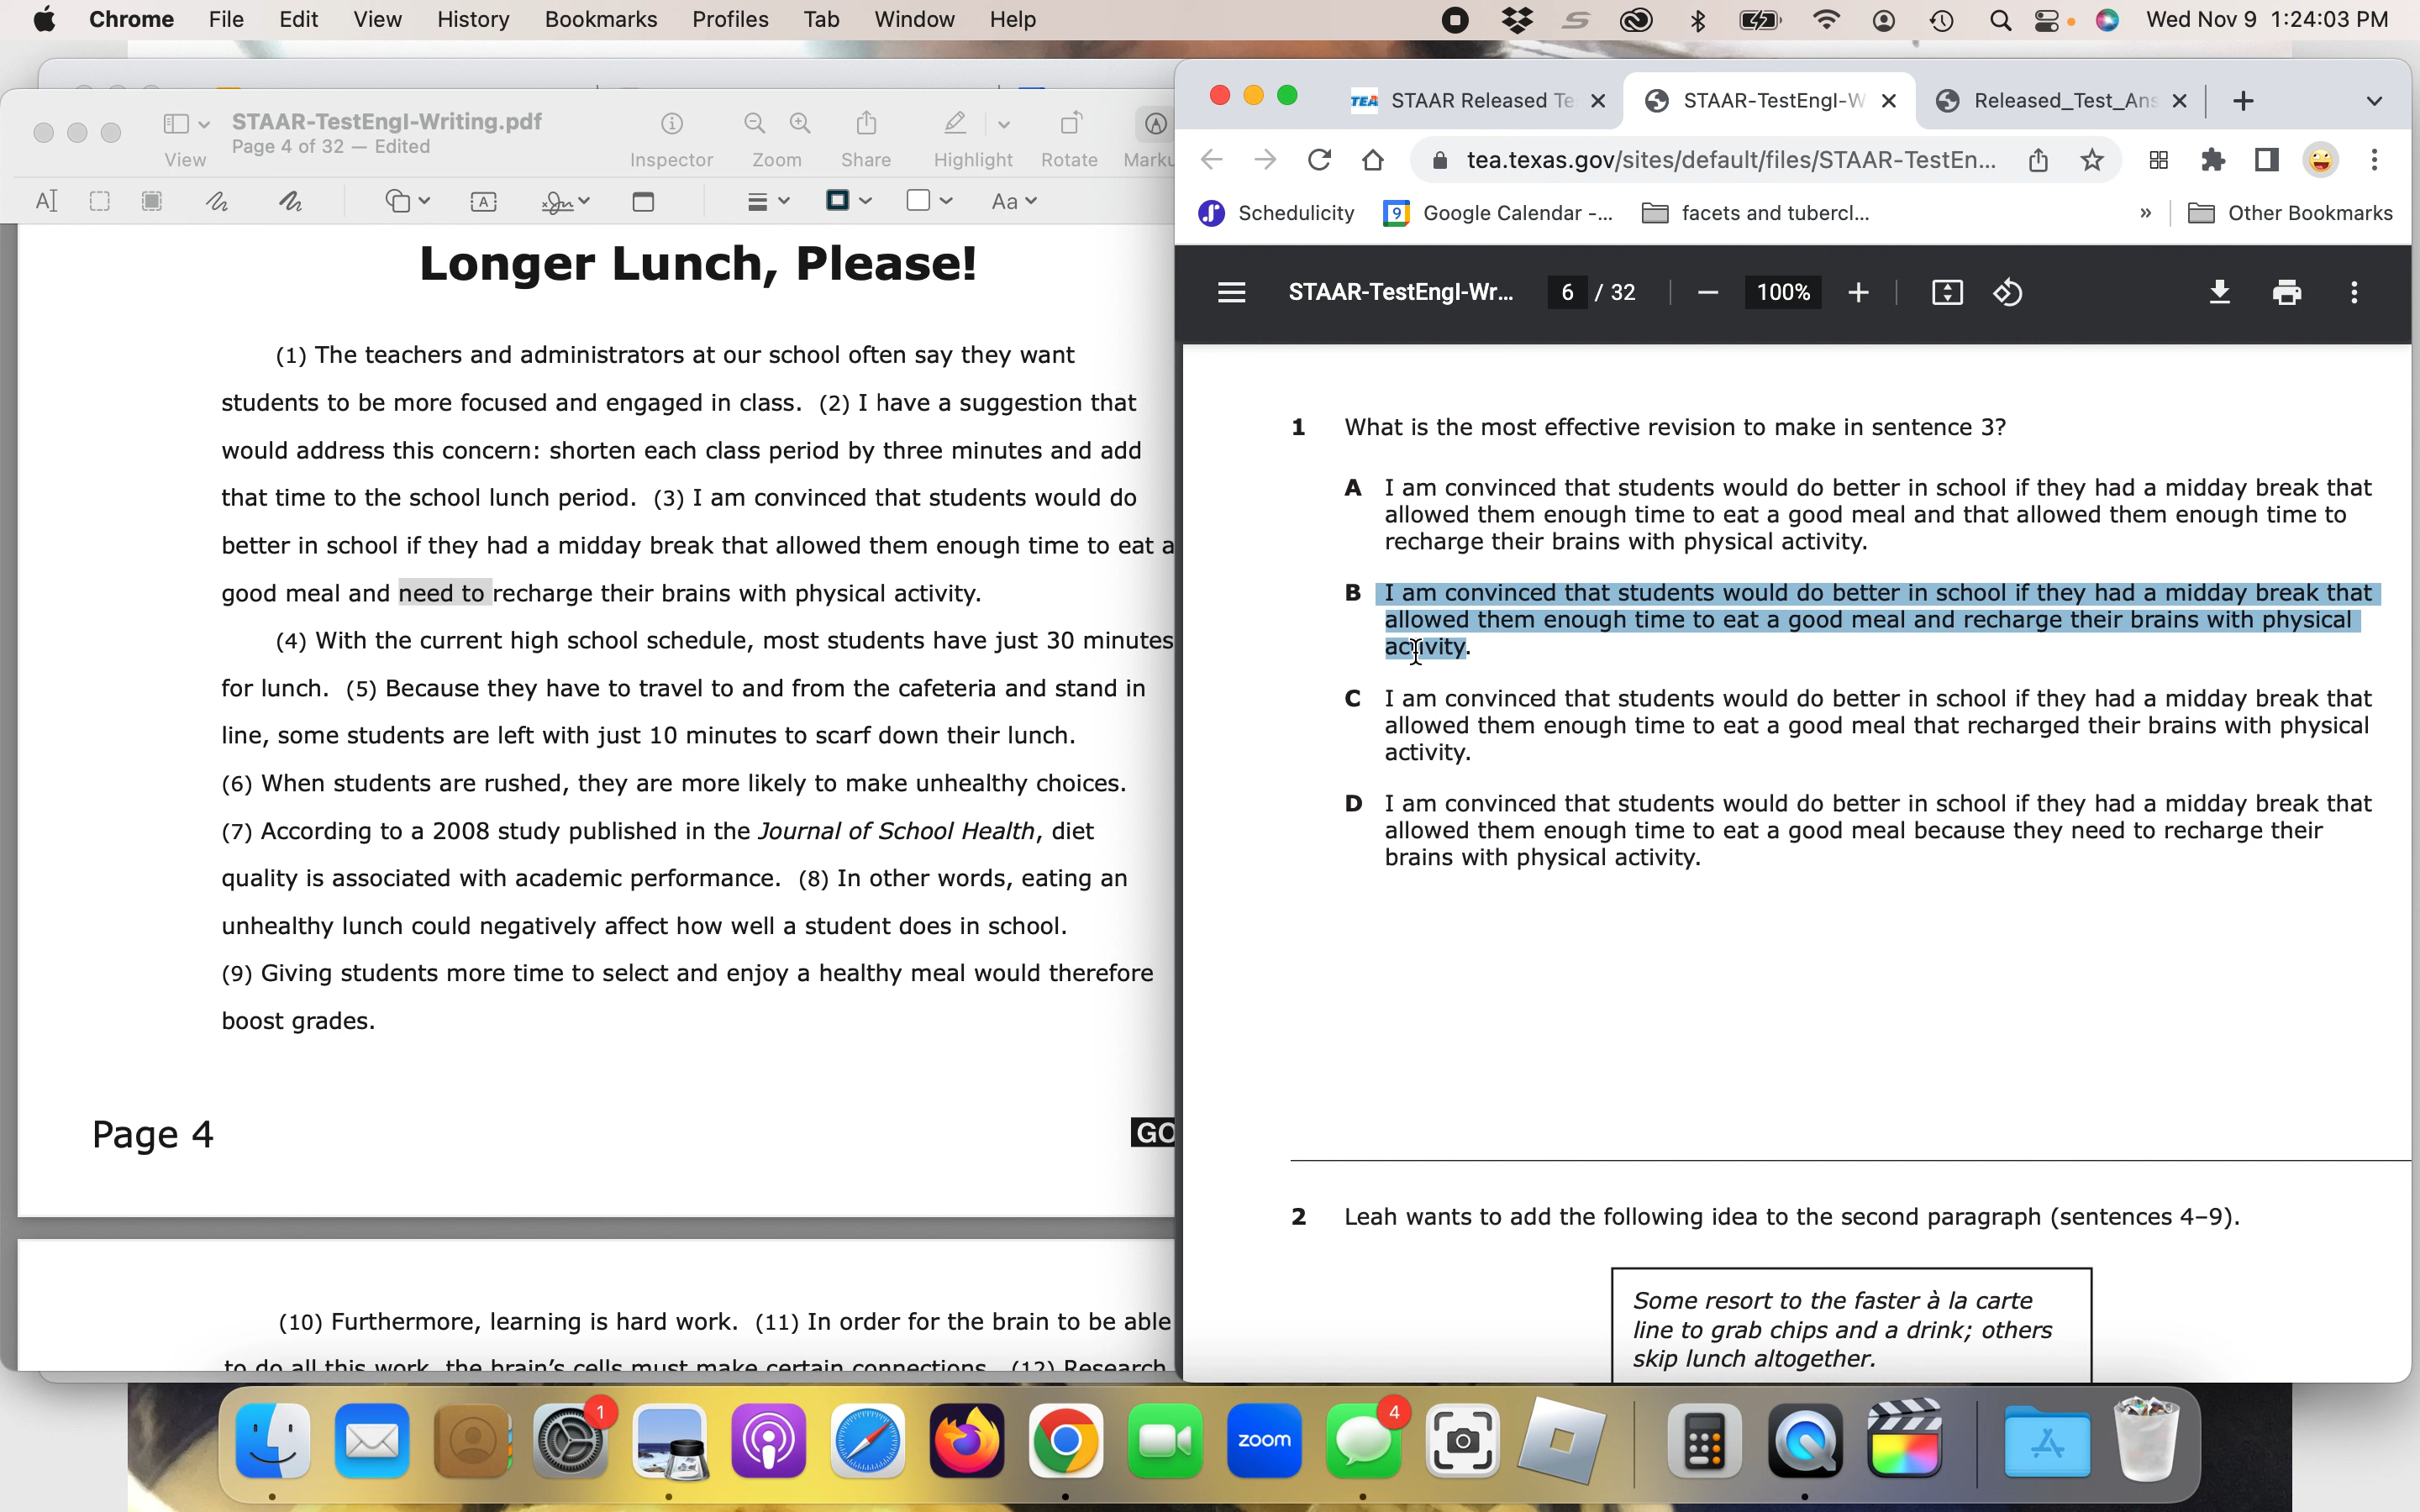 Chrome File Edit View History Bookmarks Profiles Tab Window Help Wed Nov 9 1:24:03 PM
STAAR-TestEngI-Writing.pdf
Page 4 of 32 — Edited
View Inspector Zoom Share Highlight Rotate
Aa
Longer Lunch, Please!
(1) The teachers and administrators at our school often say they want
students to be more focused and engaged in class. (2) I have a suggestion that
would address this concern: shorten each class period by three minutes and add
that time to the school lunch period. (3) I am convinced that students would do
better in school if they had a midday break that allowed them enough time to eat a
good meal and need to recharge their brains with physical activity.
(4) With the current high school schedule, most students have just 30 minutes
for lunch. (5) Because they have to travel to and from the cafeteria and stand in
line, some students are left with just 10 minutes to scarf down their lunch.
(6) When students are rushed, they are more likely to make unhealthy choices.
(7) According to a 2008 study published in the Journal of School Health, diet
quality is associated with academic performance. (8) In other words, eating an
unhealthy lunch could negatively affect how well a student does in school.
(9) Giving students more time to select and enjoy a healthy meal would therefore
boost grades.
Page 4
GO
(10) Furthermore, learning is hard work. (11) In order for the brain to be able
to do all this work, the brain's cells must make certain connections. (12) Research
TEA STAAR Released Te STAAR-TestEngI-W Released_Test_Ans
tea.texas.gov/sites/default/files/STAAR-TestEn...
Schedulicity 9 Google Calendar -... facets and tubercl... » Other Bookmarks
STAAR-TestEngI-Wr... 6 / 32 100%
1 What is the most effective revision to make in sentence 3?
A I am convinced that students would do better in school if they had a midday break that
allowed them enough time to eat a good meal and that allowed them enough time to
recharge their brains with physical activity.
B I am convinced that students would do better in school if they had a midday break that
allowed them enough time to eat a good meal and recharge their brains with physical
activity.
C I am convinced that students would do better in school if they had a midday break that
allowed them enough time to eat a good meal that recharged their brains with physical
activity.
D I am convinced that students would do better in school if they had a midday break that
allowed them enough time to eat a good meal because they need to recharge their
brains with physical activity.
2 Leah wants to add the following idea to the second paragraph (sentences 4–9).
Some resort to the faster à la carte
line to grab chips and a drink; others
skip lunch altogether.
1 zoom 4